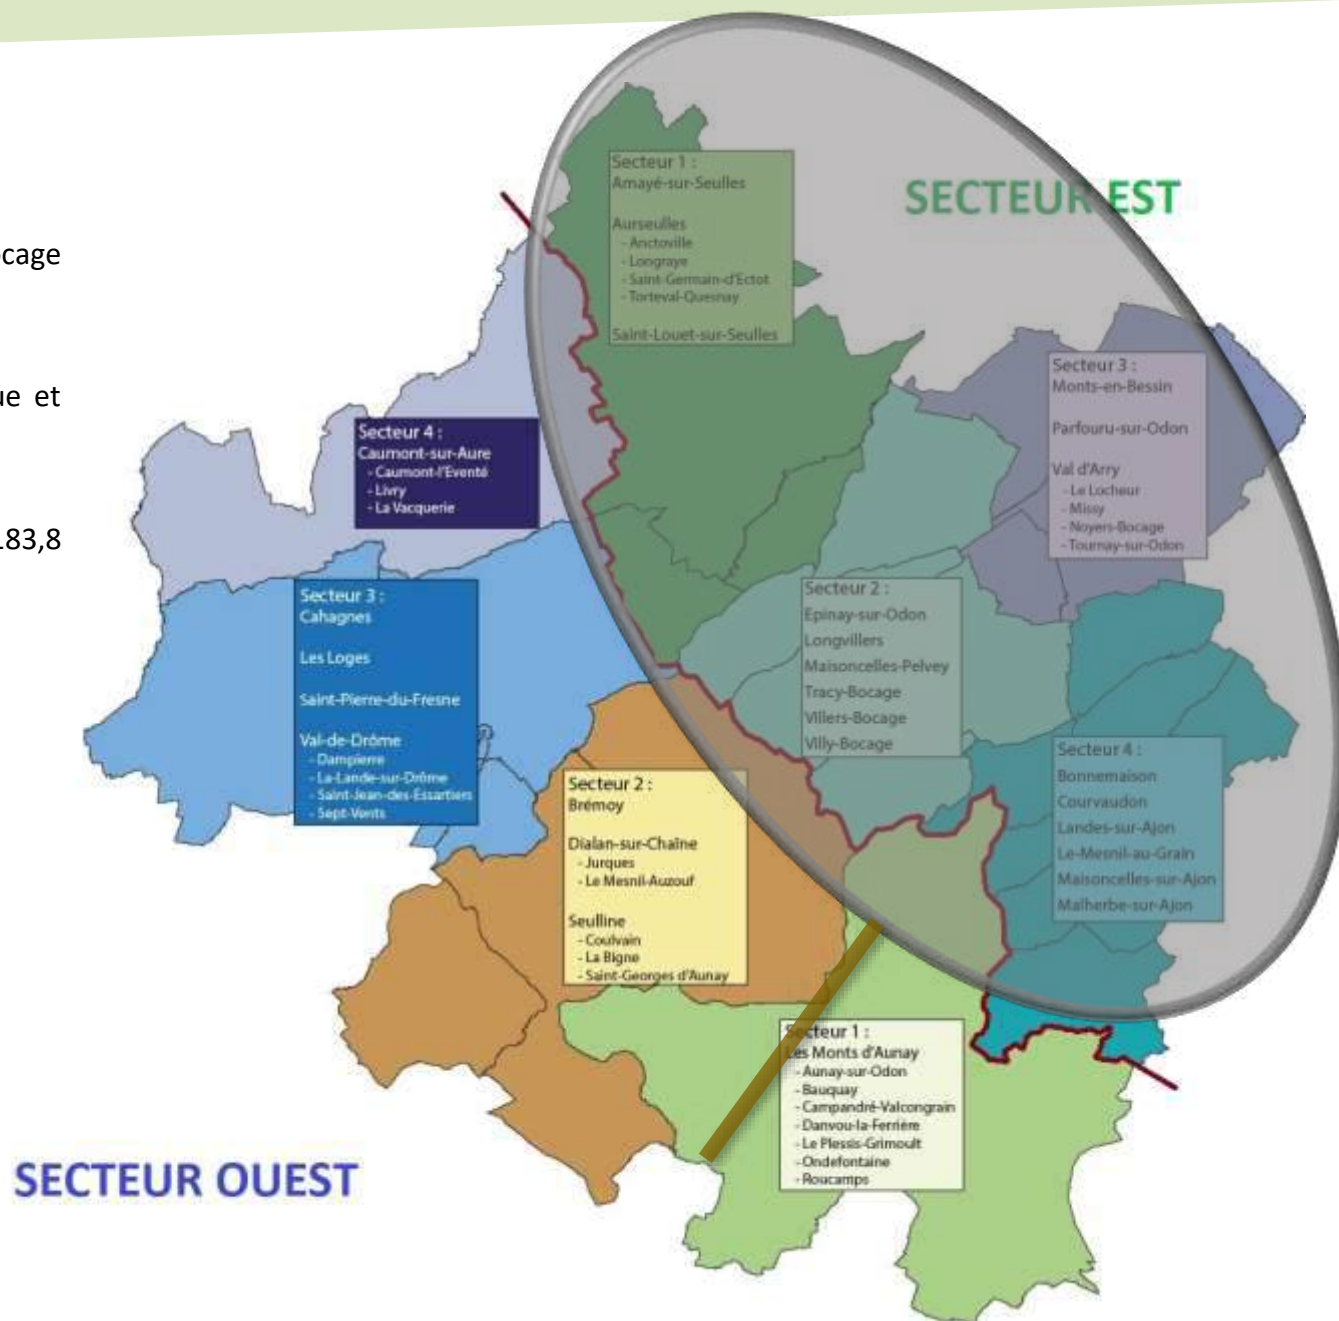 ocage
ue et
183,8
SECTEUR EST
Secteur 1 :
Amayé-sur-Seulles
Aurseulles
- Anctoville
- Longraye
- Saint-Germain-d'Ectot
- Torteval-Quesnay
Saint-Louet-sur-Seulles
Secteur 3 :
Monts-en-Bessin
Parfouru-sur-Odon
Val d'Arry
- Le Locheur
- Missy
- Noyers-Bocage
- Tournay-sur-Odon
Secteur 4 :
Caumont-sur-Aure
- Caumont-l'Eventé
- Livry
- La Vacquerie
Secteur 3 :
Cahagnes
Les Loges
Saint-Pierre-du-Fresne
Val-de-Drôme
- Dampierre
- La-Lande-sur-Drôme
- Saint-Jean-des-Essartiers
- Sept-Vents
Secteur 2 :
Epinay-sur-Odon
Longvillers
Maisoncelles-Pelvey
Tracy-Bocage
Villers-Bocage
Villy-Bocage
Secteur 4 :
Bonnemaison
Courvaudon
Landes-sur-Ajon
Le-Mesnil-au-Grain
Maisoncelles-sur-Ajon
Malherbe-sur-Ajon
Secteur 2 :
Brémoy
Dialan-sur-Chaîne
- Jurques
- Le Mesnil-Auzouf
Seulline
- Coulvain
- La Bigne
- Saint-Georges d'Aunay
Secteur 1 :
Les Monts d'Aunay
- Aunay-sur-Odon
- Bauquay
- Campandré-Valcongrain
- Danvou-la-Ferrière
- Le Plessis-Grimoult
- Ondefontaine
- Roucamps
SECTEUR OUEST